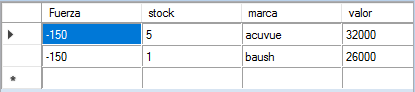 Fuerza stock marca valor
-150 5 acuvue 32000
-150 1 baush 26000
*